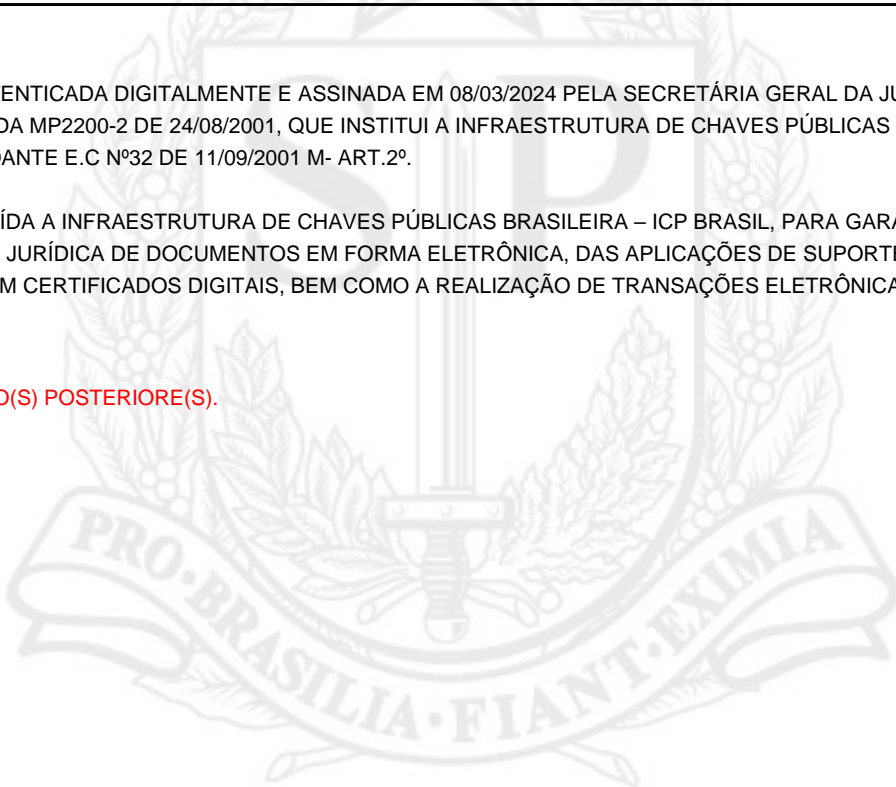 ENTICADA DIGITALMENTE E ASSINADA EM 08/03/2024 PELA SECRETÁRIA GERAL DA JU
DA MP2200-2 DE 24/08/2001, QUE INSTITUI A INFRAESTRUTURA DE CHAVES PÚBLICAS
DANTE E.C Nº32 DE 11/09/2001 M- ART.2º.
ÍDA A INFRAESTRUTURA DE CHAVES PÚBLICAS BRASILEIRA – ICP BRASIL, PARA GARA
JURÍDICA DE DOCUMENTOS EM FORMA ELETRÔNICA, DAS APLICAÇÕES DE SUPORTE
M CERTIFICADOS DIGITAIS, BEM COMO A REALIZAÇÃO DE TRANSAÇÕES ELETRÔNICA
O(S) POSTERIORE(S).
SP
PRO·BRASILIA·FIANT·EXIMIA